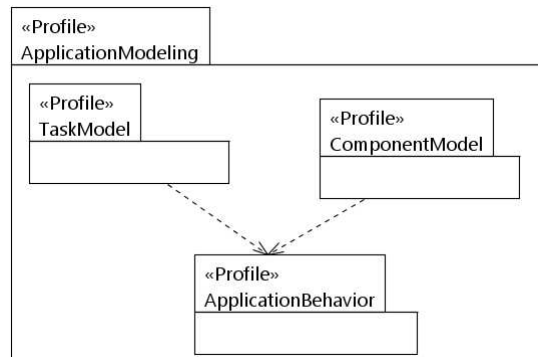 «Profile»
ApplicationModeling
«Profile»
TaskModel
«Profile»
ComponentModel
«Profile»
ApplicationBehavior